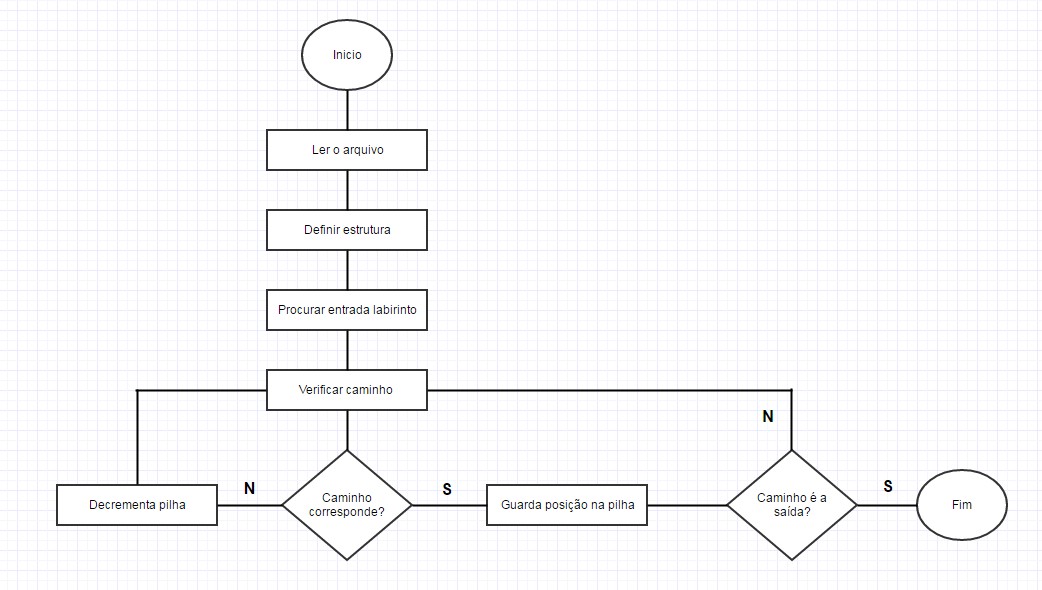 Inicio
Ler o arquivo
Definir estrutura
Procurar entrada labirinto
Verificar caminho
N
Decrementa pilha
N
Caminho
corresponde?
S
Guarda posição na pilha
Caminho é a
saída?
S
Fim